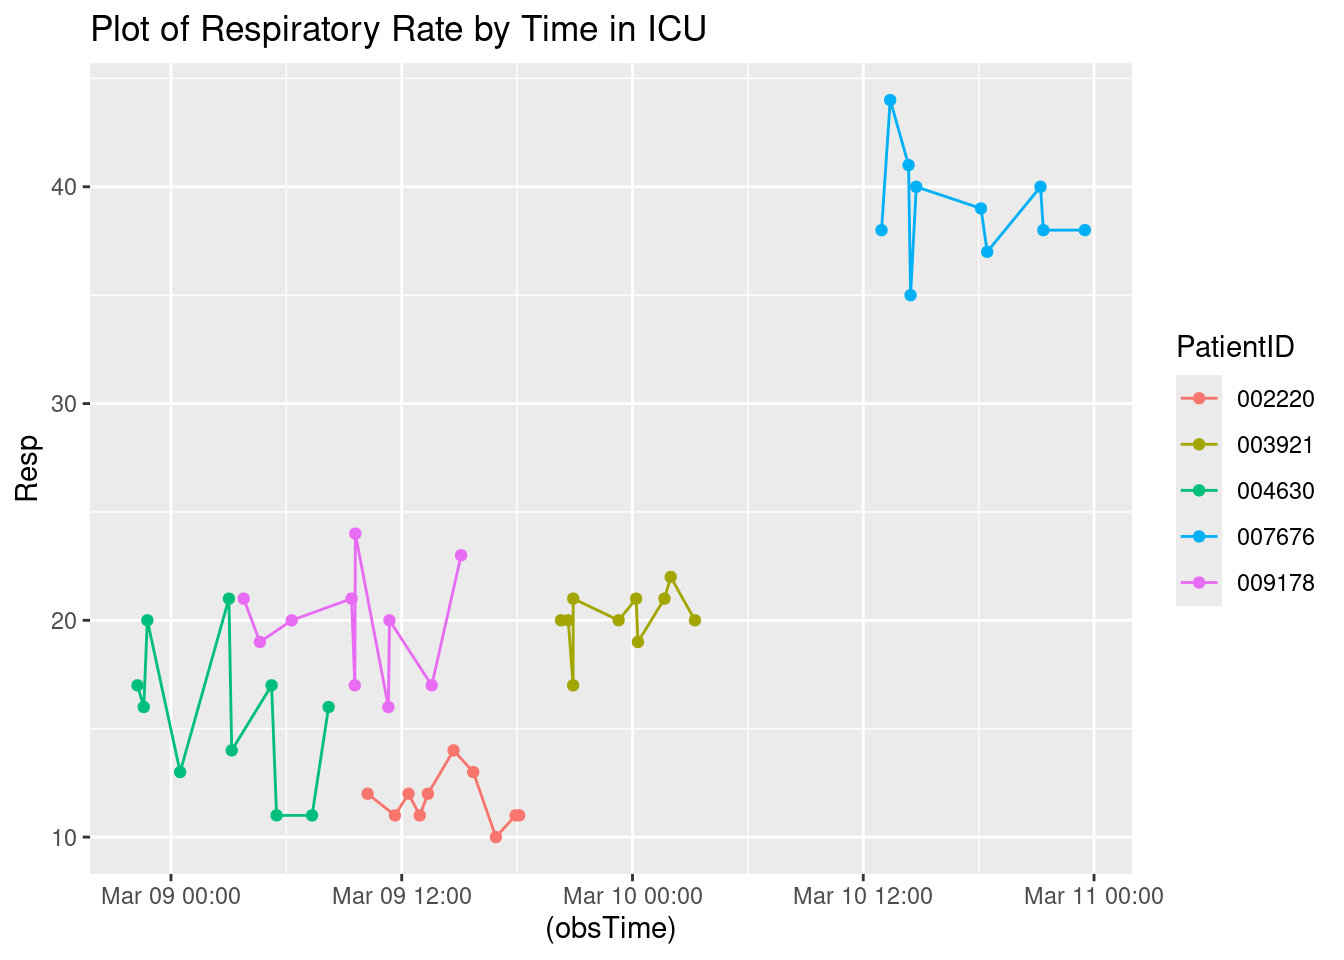 Plot of Respiratory Rate by Time in ICU
Resp
40
30
20
10
Mar 09 00:00 Mar 09 12:00 Mar 10 00:00 Mar 10 12:00 Mar 11 00:00
(obsTime)
PatientID
002220
003921
004630
007676
009178